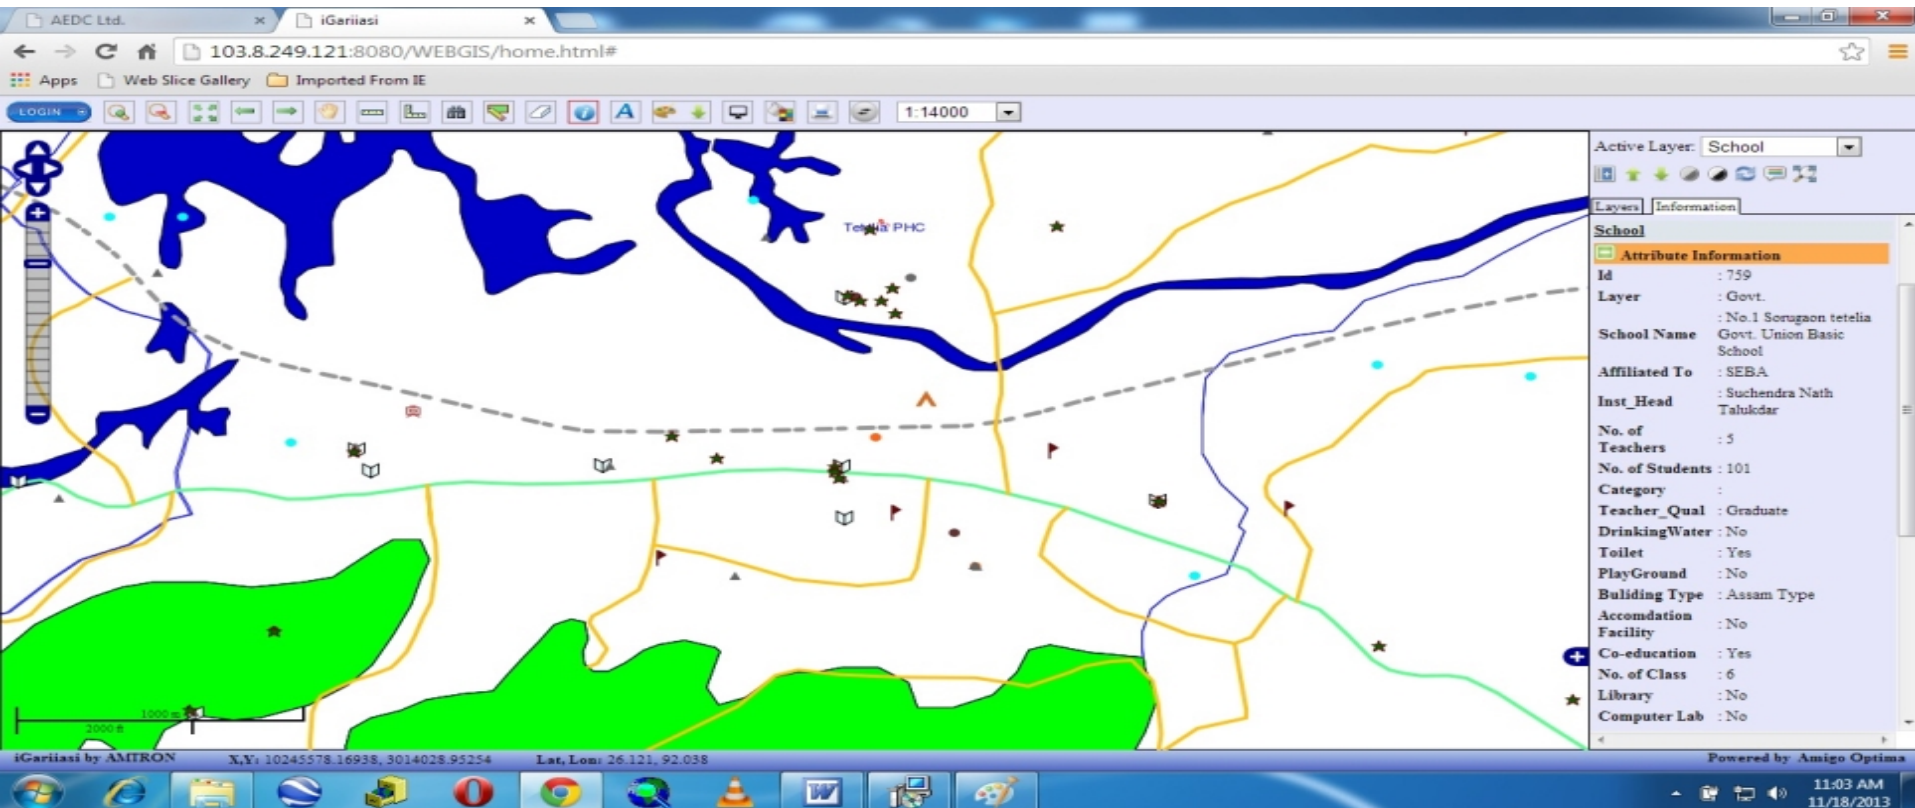 AEDC Ltd.
iGariiasi
103.8.249.121:8080/WEBGIS/home.html#
Apps Web Slice Gallery Imported From IE
LOGIN
A
1:14000
Active Layer: School
Layers Information
School
Attribute Information
Id : 759
Layer : Govt.
School Name : No.1 Sorugaon tetelia
Govt. Union Basic
School
Affiliated To : SEBA
Inst_Head : Suchendra Nath
Talukdar
No. of
Teachers : 5
No. of Students : 101
Category :
Teacher_Qual : Graduate
DrinkingWater : No
Toilet : Yes
PlayGround : No
Buliding Type : Assam Type
Accomdation
Facility : No
Co-education : Yes
No. of Class : 6
Library : No
Computer Lab : No
Tetelia PHC
1000 m
2000 ft
iGariiasi by AMTRON X,Y: 10245578.16938, 3014028.95254 Lat, Lon: 26.121, 92.038 Powered by Amigo Optima
11:03 AM
11/18/2013